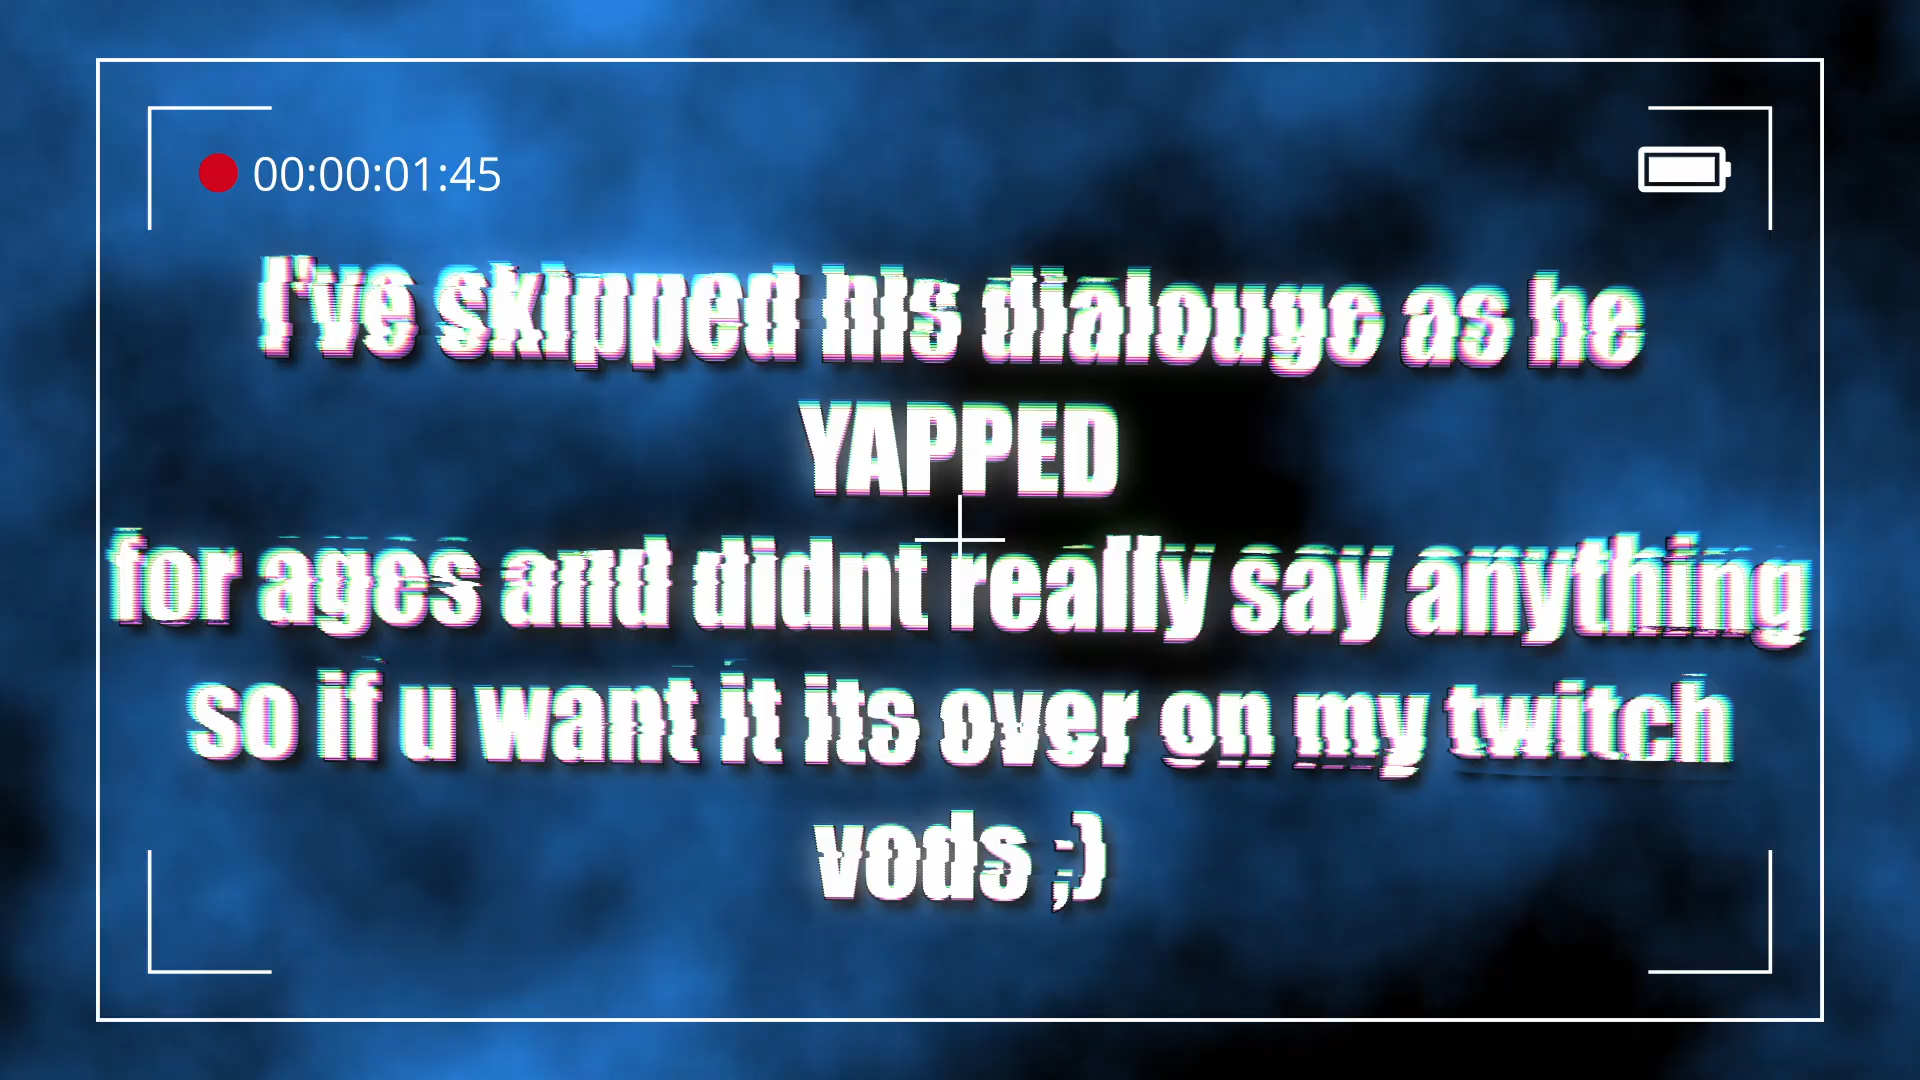 00:00:01:45
I've skipped his dialouge as he
YAPPED
for ages and didnt really say anything
so if u want it its over on my twitch
vods ;)